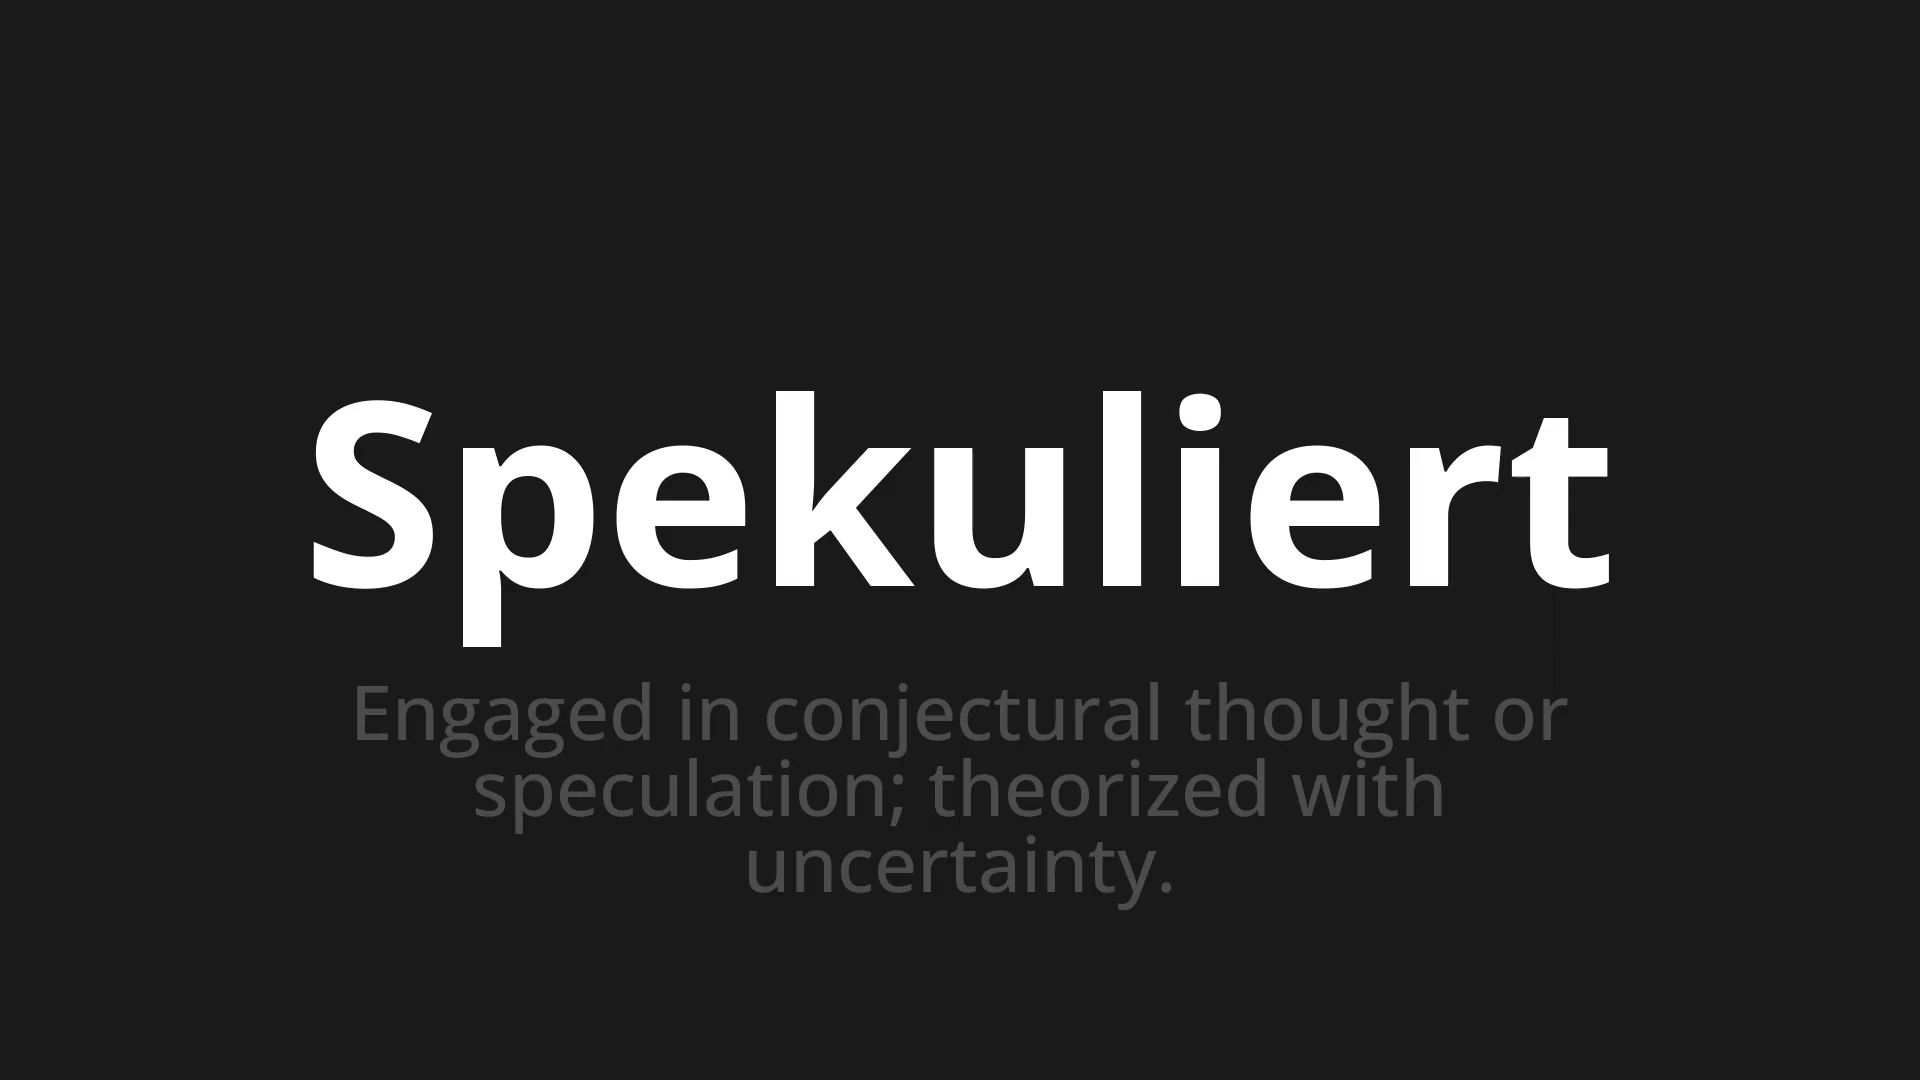 Spekuliert
Engaged in conjectural thought or
speculation; theorized with
uncertainty.